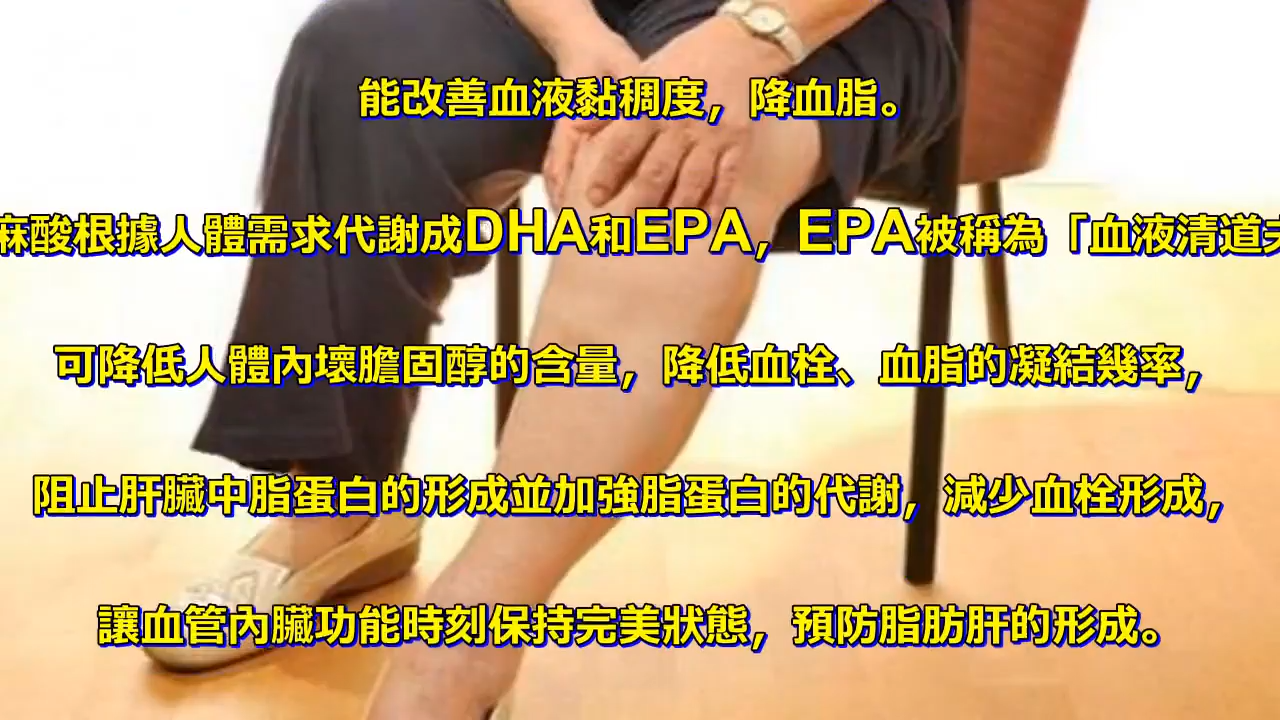 能改善血液黏稠度，降血脂。
麻酸根據人體需求代謝成DHA和EPA，EPA被稱為「血液清道夫
可降低人體內壞膽固醇的含量，降低血栓、血脂的凝結幾率，
阻止肝臟中脂蛋白的形成並加強脂蛋白的代謝，減少血栓形成，
讓血管內臟功能時刻保持完美狀態，預防脂肪肝的形成。